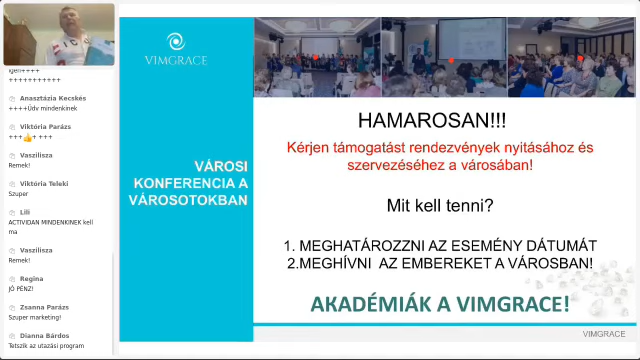 igen++++
+++++++++++
Anasztázia Kecskés
++++Üdv mindenkinek
Viktória Parázs
+++👍+ +++
Vaszilisza
Remek!
Viktória Teleki
Szuper
Lili
ACTIVIDAN MINDENKINEK kell
ma
Vaszilisza
Remek!
Regina
JÓ PÉNZ!
Zsanna Parázs
Szuper marketing!
Dianna Bárdos
Tetszik az utazási program
VIMGRACE
VÁROSI
KONFERENCIA A
VÁROSOTOKBAN
HAMAROSAN!!!
Kérjen támogatást rendezvények nyitásához és
szervezéséhez a városában!
Mit kell tenni?
1. MEGHATÁROZZNI AZ ESEMÉNY DÁTUMÁT
2.MEGHÍVNI AZ EMBEREKET A VÁROSBAN!
AKADÉMIÁK A VIMGRACE!
VIMGRACE